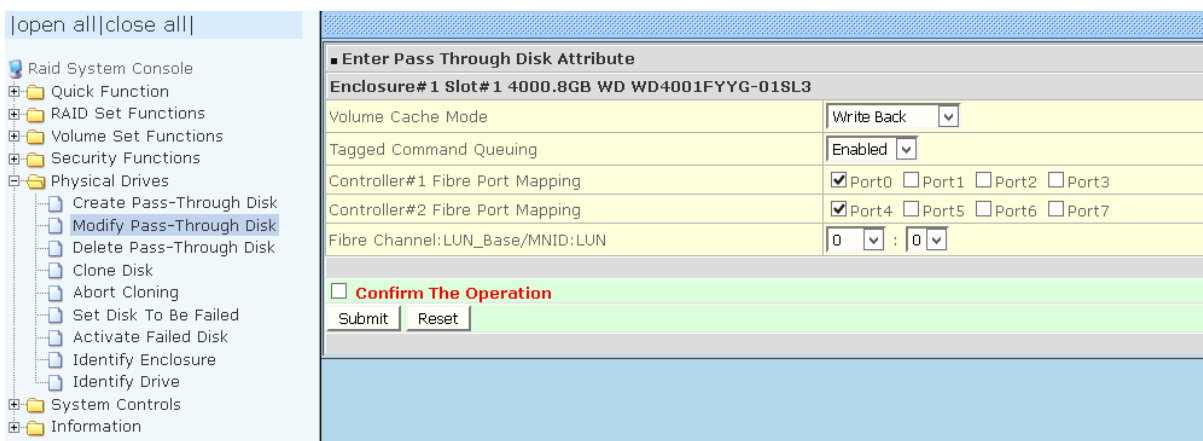 |open all|close all|
Raid System Console
Quick Function
RAID Set Functions
Volume Set Functions
Security Functions
Physical Drives
Create Pass-Through Disk
Modify Pass-Through Disk
Delete Pass-Through Disk
Clone Disk
Abort Cloning
Set Disk To Be Failed
Activate Failed Disk
Identify Enclosure
Identify Drive
System Controls
Information
Enter Pass Through Disk Attribute
Enclosure#1 Slot#1 4000.8GB WD WD4001FYYG-01SL3
Volume Cache Mode Write Back
Tagged Command Queuing Enabled
Controller#1 Fibre Port Mapping Port0 Port1 Port2 Port3
Controller#2 Fibre Port Mapping Port4 Port5 Port6 Port7
Fibre Channel:LUN_Base/MNID:LUN 0 : 0
Confirm The Operation
Submit Reset